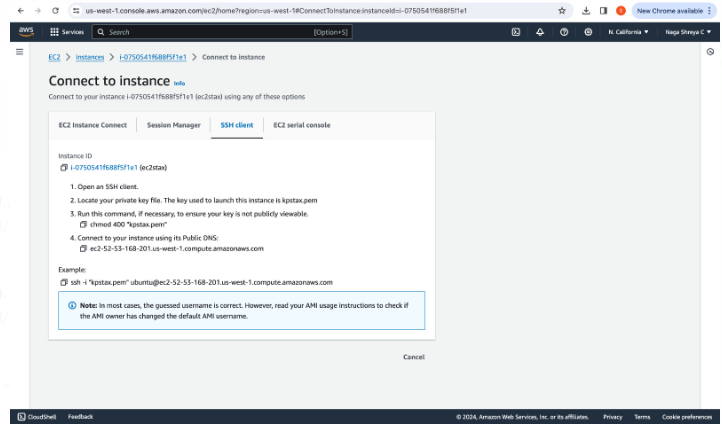 us-west-1.console.aws.amazon.com/ec2/home?region=us-west-1#ConnectToInstance:instanceId=i-0750541f688f5f1e1
New Chrome available
aws
Services
Search
[Option+S]
N. California
Naga Shreya C
EC2 > Instances > i-0750541f688f5f1e1 > Connect to instance
Connect to instance Info
Connect to your instance i-0750541f688f5f1e1 (ec2stax) using any of these options
EC2 Instance Connect
Session Manager
SSH client
EC2 serial console
Instance ID
i-0750541f688f5f1e1 (ec2stax)
1. Open an SSH client.
2. Locate your private key file. The key used to launch this instance is kpstax.pem
3. Run this command, if necessary, to ensure your key is not publicly viewable.
chmod 400 "kpstax.pem"
4. Connect to your instance using its Public DNS:
ec2-52-53-168-201.us-west-1.compute.amazonaws.com
Example:
ssh -i "kpstax.pem" ubuntu@ec2-52-53-168-201.us-west-1.compute.amazonaws.com
Note: In most cases, the guessed username is correct. However, read your AMI usage instructions to check if
the AMI owner has changed the default AMI username.
Cancel
CloudShell
Feedback
© 2024, Amazon Web Services, Inc. or its affiliates.
Privacy
Terms
Cookie preferences